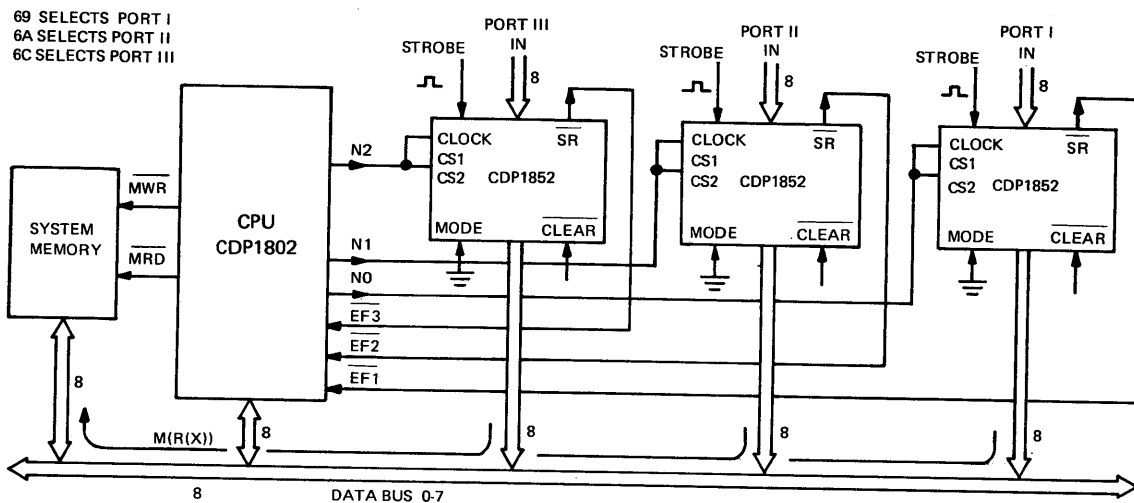 69 SELECTS PORT I
6A SELECTS PORT II
6C SELECTS PORT III
PORT III
IN
STROBE
8
PORT II
IN
STROBE
8
PORT I
IN
STROBE
8
SYSTEM
MEMORY
MWR
MRD
CPU
CDP1802
N2
N1
N0
EF3
EF2
EF1
CLOCK
SR
CS1
CS2
CDP1852
MODE
CLEAR
CLOCK
SR
CS1
CS2
CDP1852
MODE
CLEAR
CLOCK
SR
CS1
CS2
CDP1852
MODE
CLEAR
8
M(R(X))
8
8
8
8
8
DATA BUS 0-7